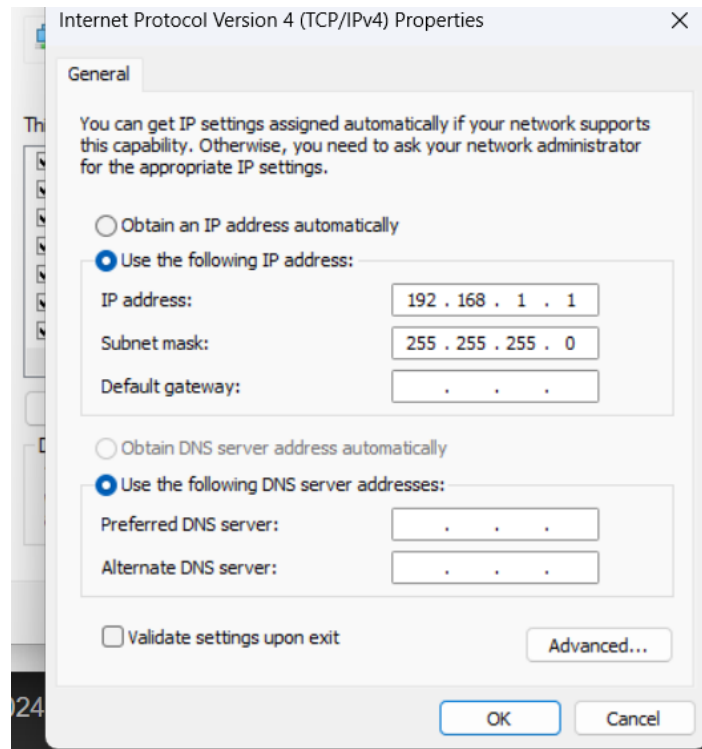 Internet Protocol Version 4 (TCP/IPv4) Properties
General
Thi
You can get IP settings assigned automatically if your network supports
this capability. Otherwise, you need to ask your network administrator
for the appropriate IP settings.
Obtain an IP address automatically
Use the following IP address:
IP address: 192 . 168 . 1 . 1
Subnet mask: 255 . 255 . 255 . 0
Default gateway: . . .
D
Obtain DNS server address automatically
Use the following DNS server addresses:
Preferred DNS server: . . .
Alternate DNS server: . . .
Validate settings upon exit
Advanced...
024
OK Cancel